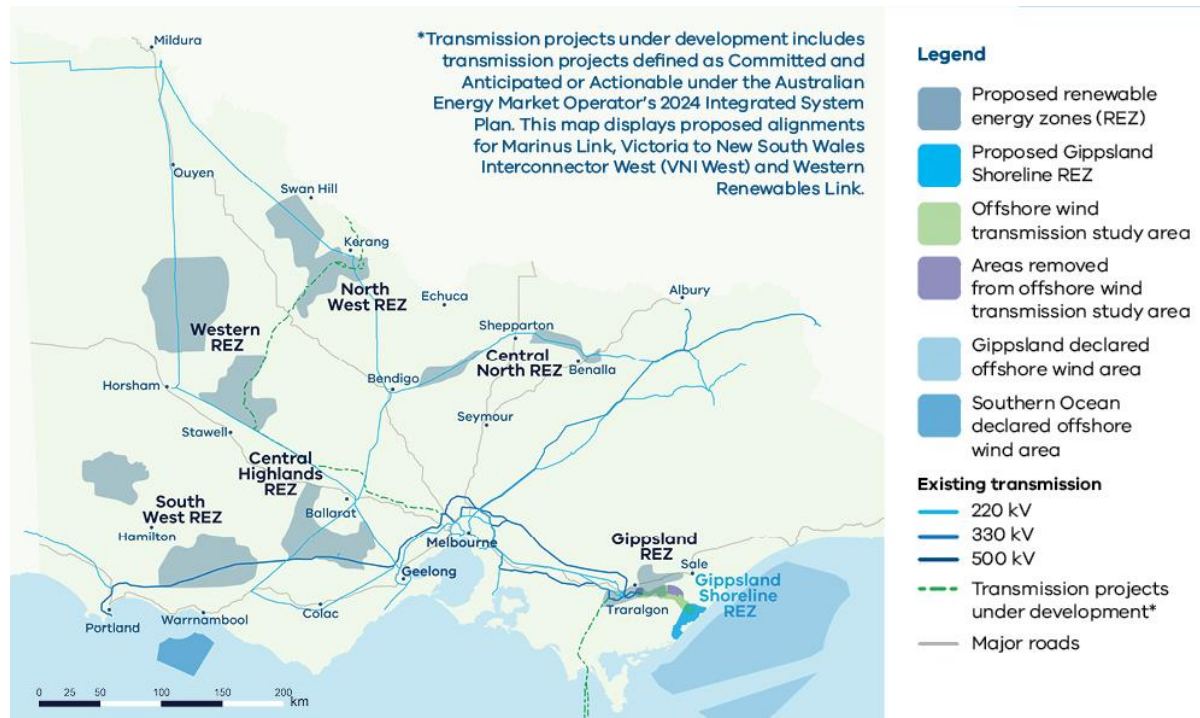 *Transmission projects under development includes
transmission projects defined as Committed and
Anticipated or Actionable under the Australian
Energy Market Operator's 2024 Integrated System
Plan. This map displays proposed alignments
for Marinus Link, Victoria to New South Wales
Interconnector West (VNI West) and Western
Renewables Link.
Mildura
Ouyen
Swan Hill
Kerang
North
West REZ
Echuca
Albury
Western
REZ
Shepparton
Central
North REZ
Benalla
Horsham
Bendigo
Seymour
Stawell
Central
Highlands
REZ
South
West REZ
Ballarat
Hamilton
Melbourne
Gippsland
REZ
Sale
Geelong
Gippsland
Shoreline
REZ
Traralgon
Colac
Portland
Warrnambool
0 25 50 100 150 200 km
Legend
Proposed renewable
energy zones (REZ)
Proposed Gippsland
Shoreline REZ
Offshore wind
transmission study area
Areas removed
from offshore wind
transmission study area
Gippsland declared
offshore wind area
Southern Ocean
declared offshore
wind area
Existing transmission
220 kV
330 kV
500 kV
Transmission projects
under development*
Major roads